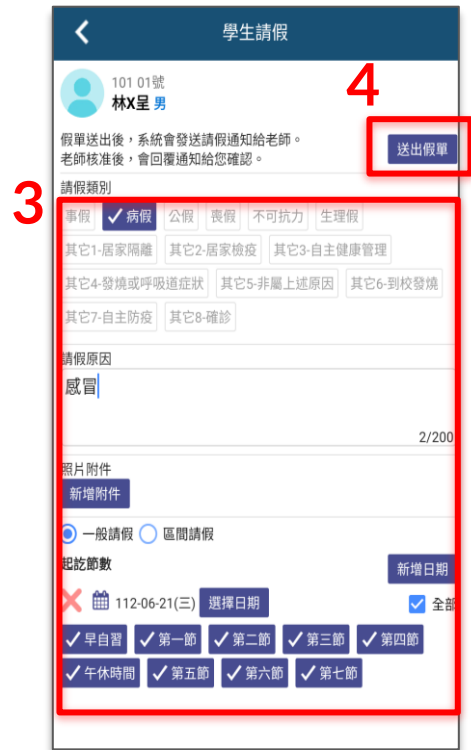 學生請假
101 01號
林X呈 男
4
假單送出後，系統會發送請假通知給老師。
老師核准後，會回覆通知給您確認。
送出假單
3
請假類別
事假 病假 公假 喪假 不可抗力 生理假
其它1-居家隔離 其它2-居家檢疫 其它3-自主健康管理
其它4-發燒或呼吸道症狀 其它5-非屬上述原因 其它6-到校發燒
其它7-自主防疫 其它8-確診
請假原因
感冒
2/200
照片附件
新增附件
一般請假 區間請假
起訖節數 新增日期
112-06-21(三) 選擇日期 全部
早自習 第一節 第二節 第三節 第四節
午休時間 第五節 第六節 第七節